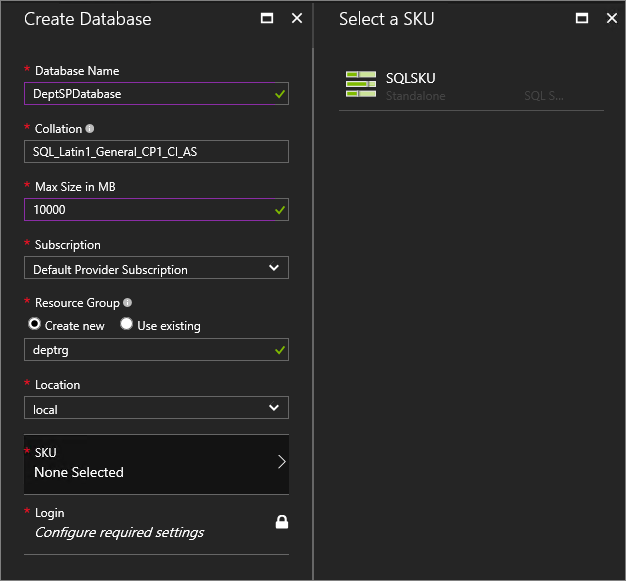 Create Database
* Database Name
DeptSPDatabase
* Collation
SQL_Latin1_General_CP1_CI_AS
* Max Size in MB
10000
* Subscription
Default Provider Subscription
* Resource Group
Create new Use existing
deptrg
* Location
local
* SKU
None Selected
* Login
Configure required settings
Select a SKU
SQLSKU
Standalone SQL S...